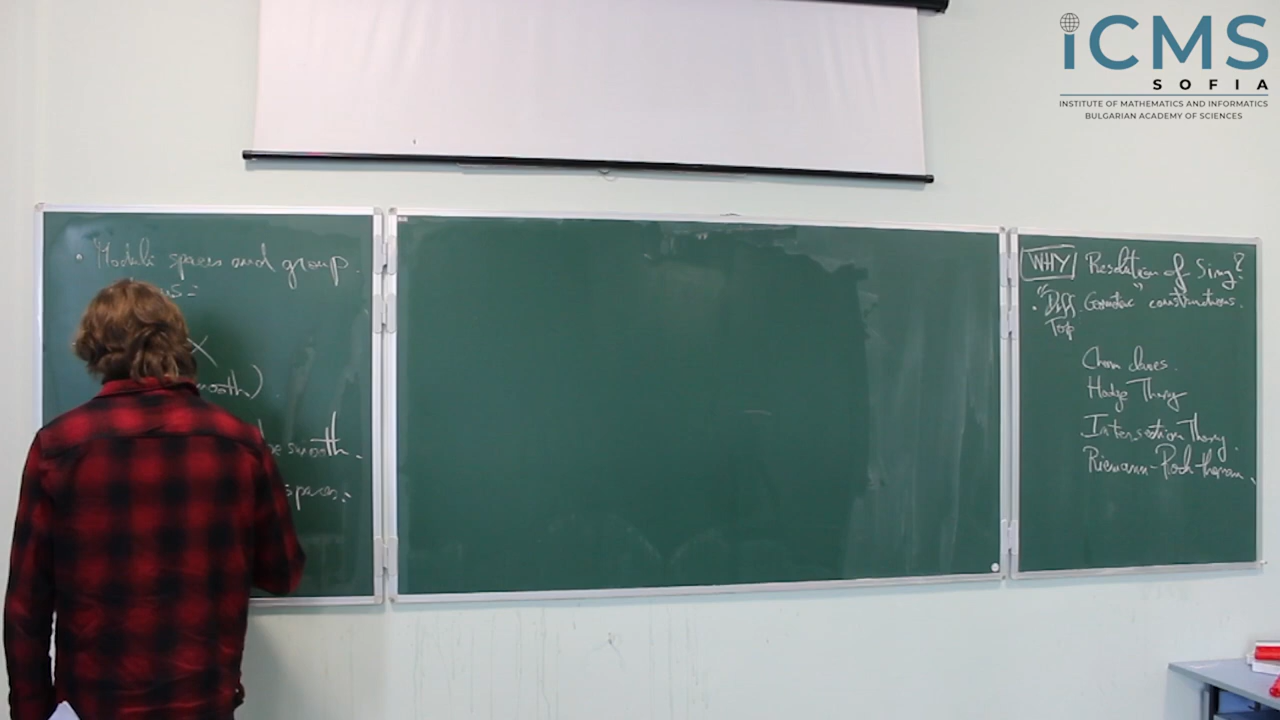 iCMS
SOFIA
INSTITUTE OF MATHEMATICS AND INFORMATICS
BULGARIAN ACADEMY OF SCIENCES
• Moduli spaces and group
X
smooth)
be smooth.
spaces:
WHY Resolution of Sing?
• "Diff Geometric" constructions.
Top
Chern classes.
Hodge Theory
Intersection Theory.
Riemann-Roch theorem.